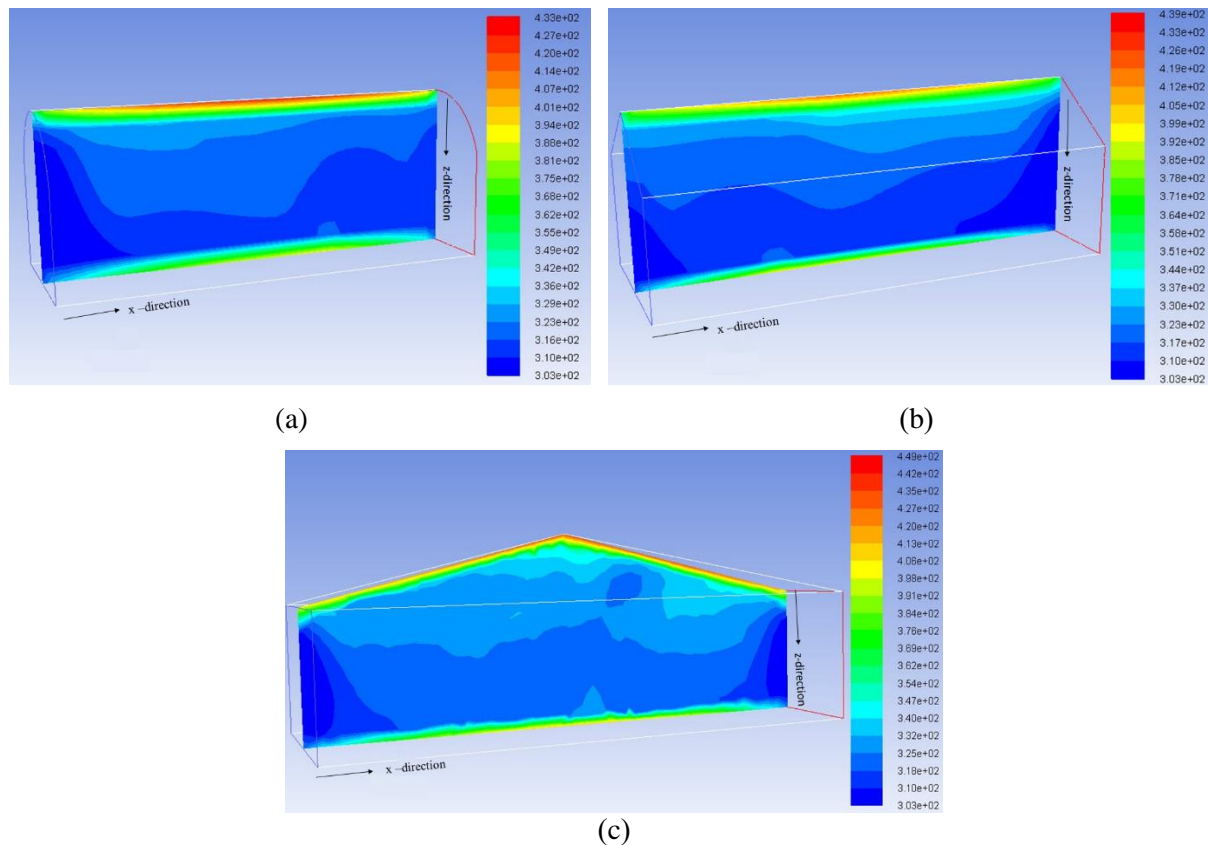 4.33e+02
4.27e+02
4.20e+02
4.14e+02
4.07e+02
4.01e+02
3.94e+02
3.88e+02
3.81e+02
3.75e+02
3.68e+02
3.62e+02
3.55e+02
3.49e+02
3.42e+02
3.36e+02
3.29e+02
3.23e+02
3.16e+02
3.10e+02
3.03e+02
z-direction
x –direction
(a)
4.39e+02
4.33e+02
4.26e+02
4.19e+02
4.12e+02
4.05e+02
3.99e+02
3.92e+02
3.85e+02
3.78e+02
3.71e+02
3.64e+02
3.58e+02
3.51e+02
3.44e+02
3.37e+02
3.30e+02
3.23e+02
3.17e+02
3.10e+02
3.03e+02
z-direction
x –direction
(b)
4.49e+02
4.42e+02
4.35e+02
4.27e+02
4.20e+02
4.13e+02
4.06e+02
3.98e+02
3.91e+02
3.84e+02
3.76e+02
3.69e+02
3.62e+02
3.54e+02
3.47e+02
3.40e+02
3.32e+02
3.25e+02
3.18e+02
3.10e+02
3.03e+02
z-direction
x –direction
(c)